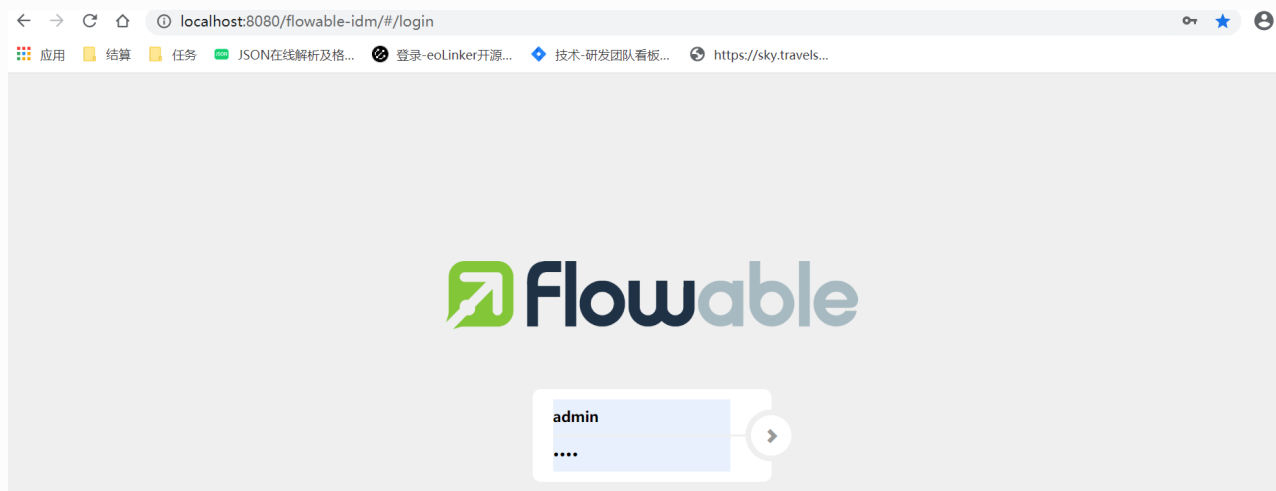 localhost:8080/flowable-idm/#/login
应用 结算 任务 JSON在线解析及格... 登录-eoLinker开源... 技术-研发团队看板... https://sky.travels...
flowable
admin
••••